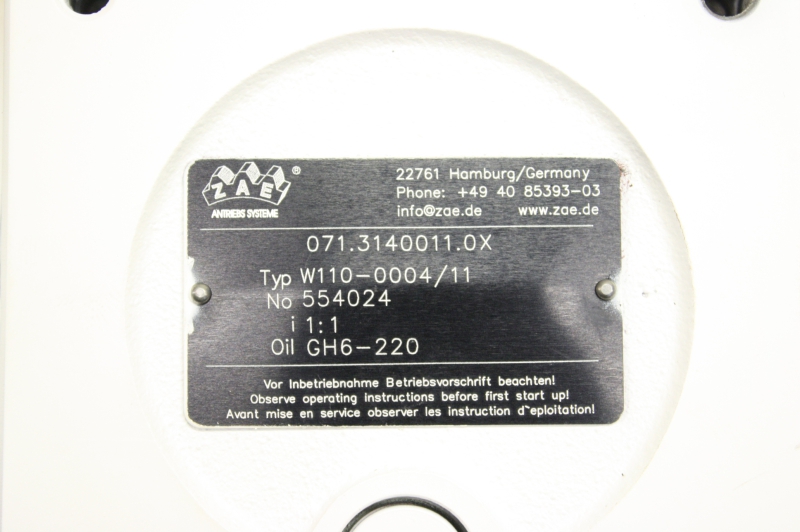 ZAE®
ANTRIEBS SYSTEME
22761 Hamburg/Germany
Phone: +49 40 85393-03
info@zae.de www.zae.de
071.3140011.0X
Typ W110-0004/11
No 554024
i 1:1
Oil GH6-220
Vor Inbetriebnahme Betriebsvorschrift beachten!
Observe operating instructions before first start up!
Avant mise en service observer les instruction d~eploitation!